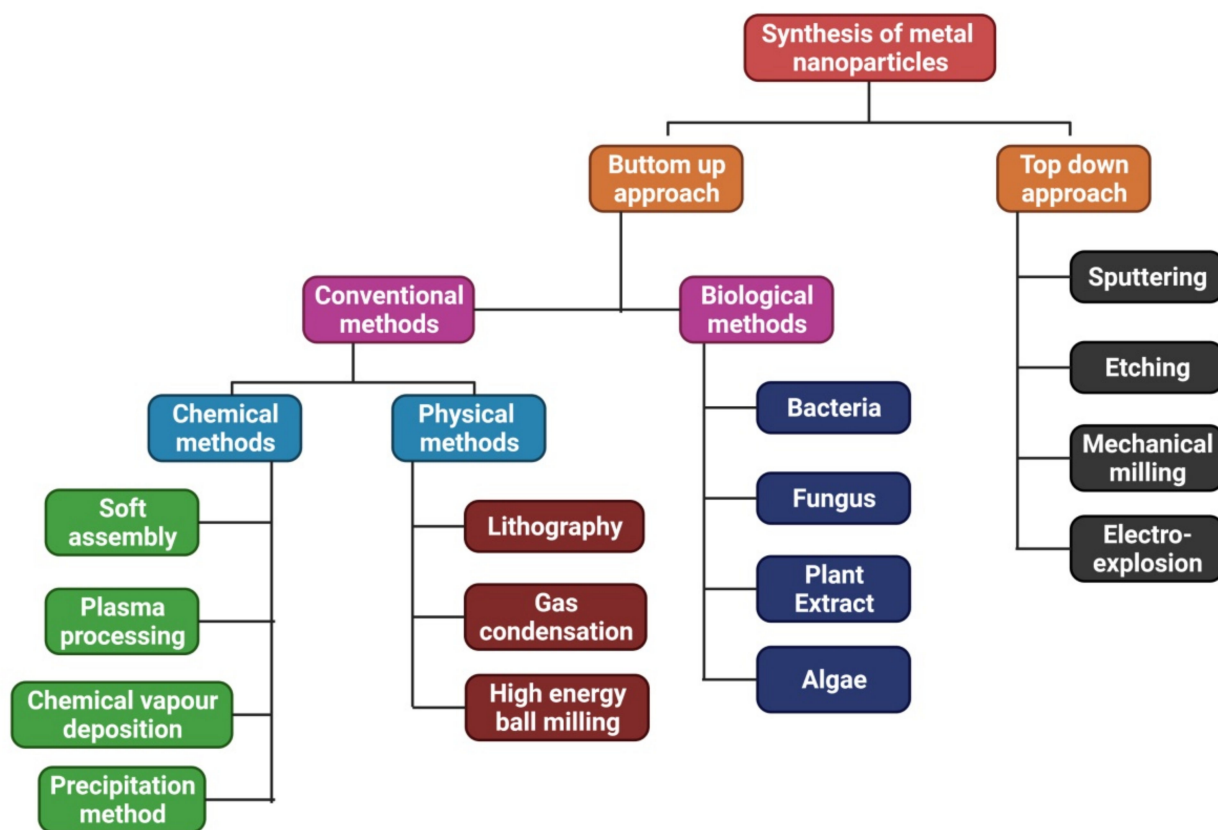 Synthesis of metal
nanoparticles
Buttom up
approach
Top down
approach
Conventional
methods
Biological
methods
Sputtering
Etching
Mechanical
milling
Electro-
explosion
Chemical
methods
Physical
methods
Bacteria
Fungus
Plant
Extract
Algae
Soft
assembly
Plasma
processing
Chemical vapour
deposition
Precipitation
method
Lithography
Gas
condensation
High energy
ball milling